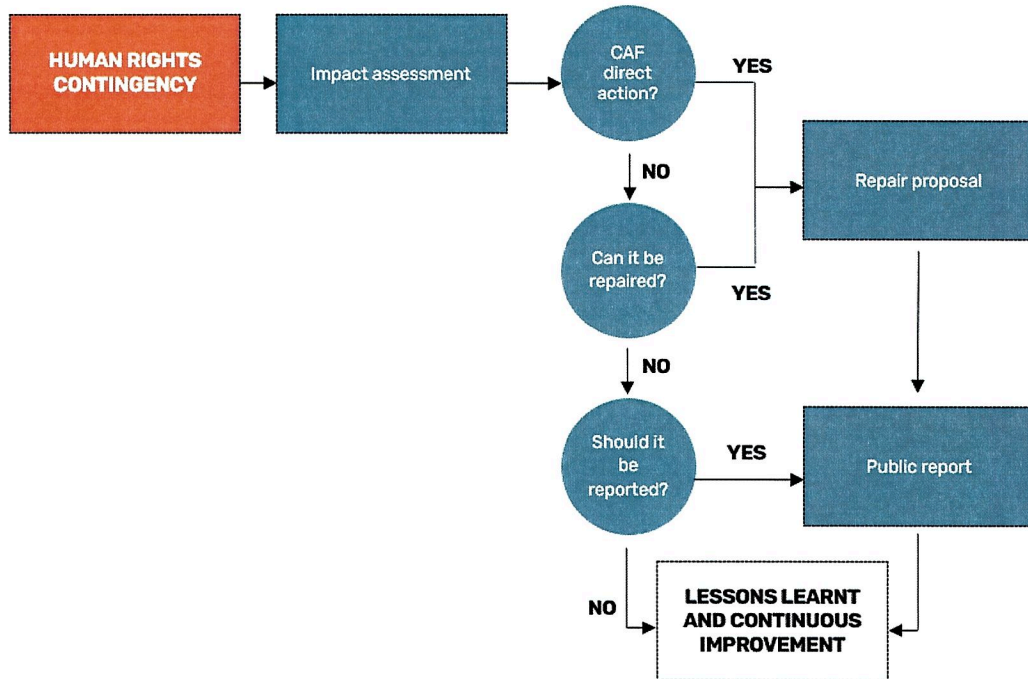 HUMAN RIGHTS
CONTINGENCY
Impact assessment
CAF
direct
action?
YES
NO
Repair proposal
Can it be
repaired?
YES
NO
Should it
be
reported?
YES
Public report
NO
LESSONS LEARNT
AND CONTINUOUS
IMPROVEMENT